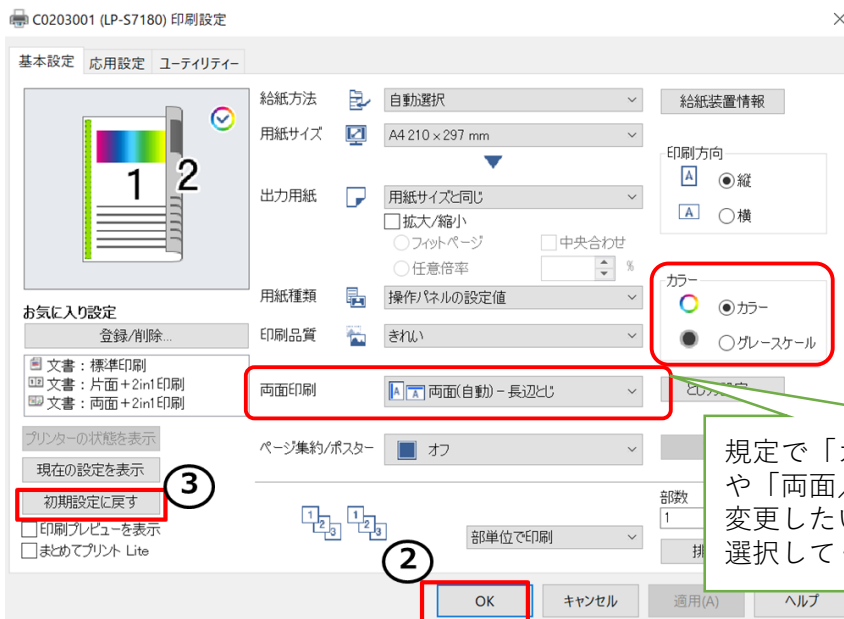 C0203001 (LP-S7180) 印刷設定
基本設定 応用設定 ユーティリティー
1 2
給紙方法 自動選択 給紙装置情報
用紙サイズ A4 210 x 297 mm
印刷方向
縦
横
出力用紙 用紙サイズと同じ
拡大/縮小
フィットページ 中央合わせ
任意倍率 %
カラー
カラー
グレースケール
用紙種類 操作パネルの設定値
印刷品質 きれい
お気に入り設定
登録/削除...
文書：標準印刷
文書：片面+2in1印刷
文書：両面+2in1印刷
両面印刷 両面(自動) - 長辺とじ
プリンターの状態を表示
ページ集約/ポスター オフ
現在の設定を表示
初期設定に戻す ③
印刷プレビューを表示
まとめてプリント Lite
1 2 3 1 2 3
部単位で印刷
部数
1
排
規定で「
や「両面
変更した
選択して
②
OK キャンセル 適用(A) ヘルプ